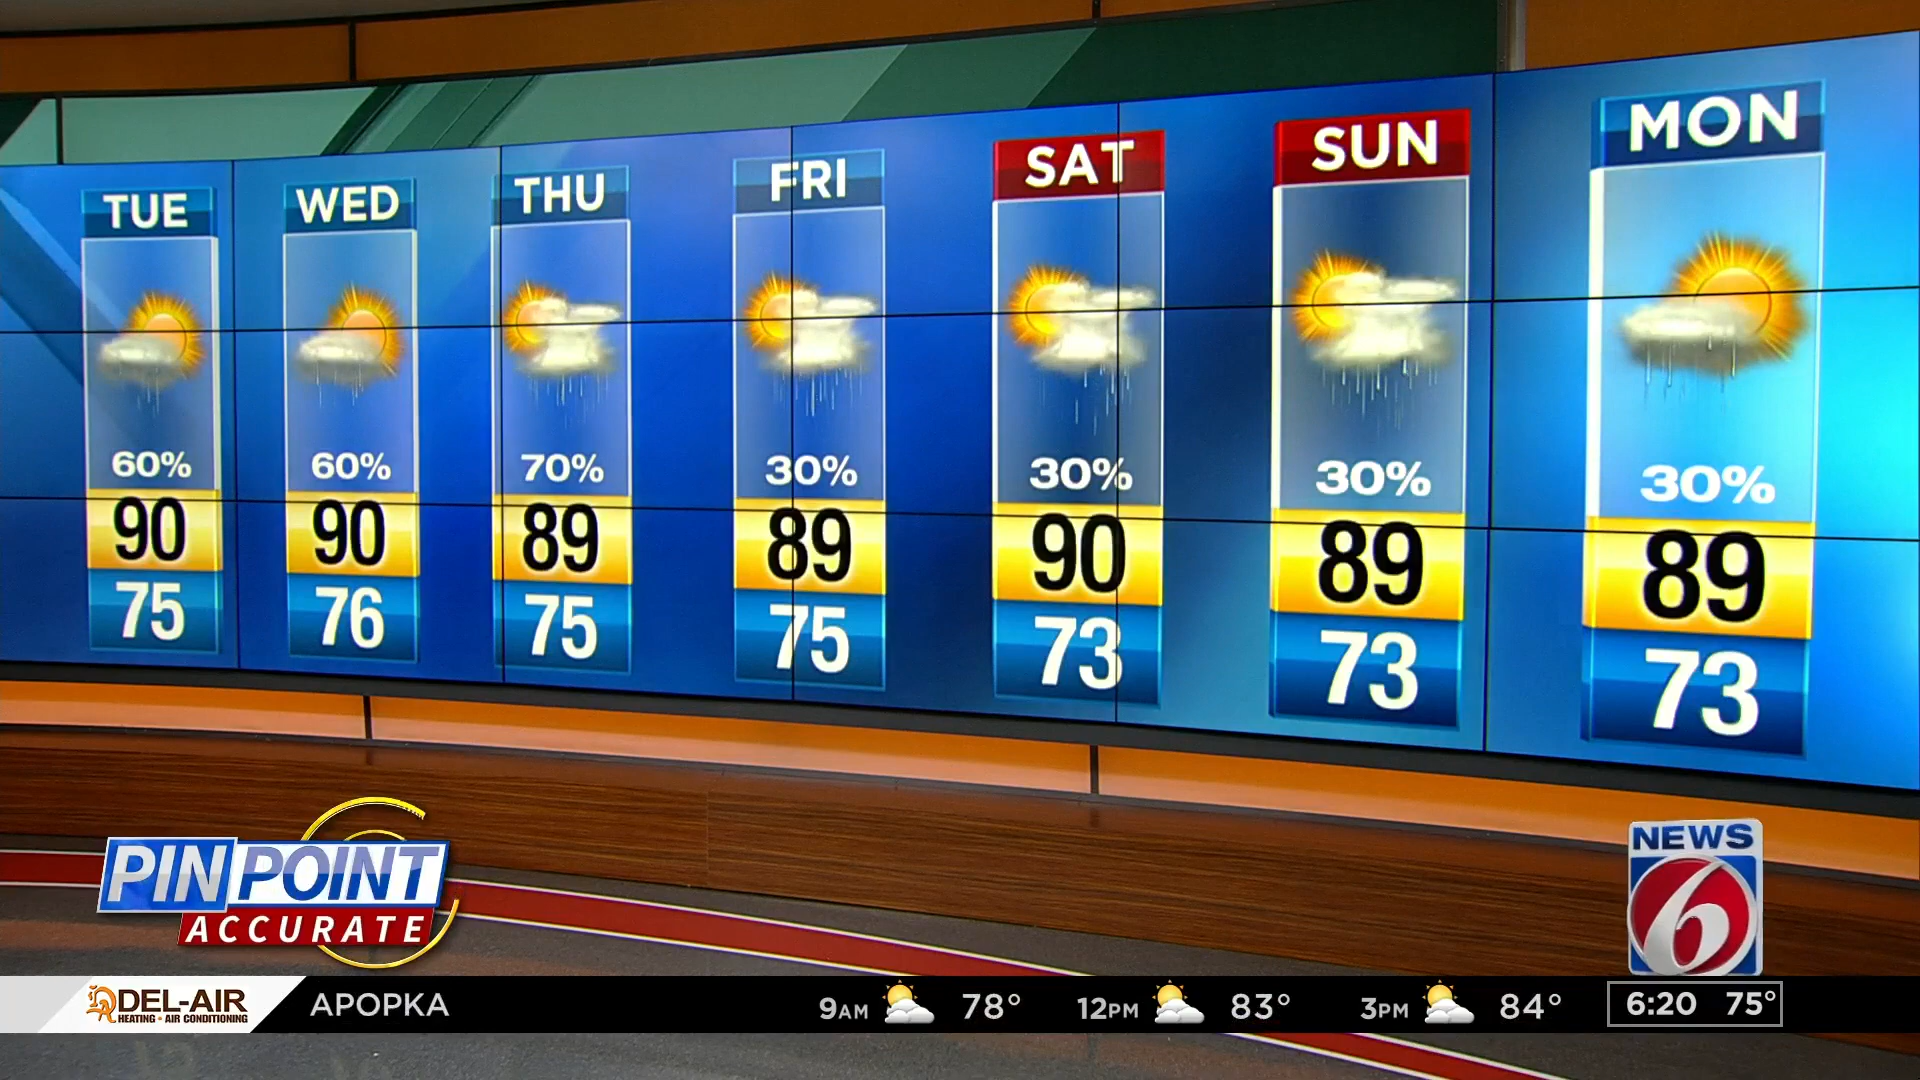 TUE WED THU FRI SAT SUN MON
60% 60% 70% 30% 30% 30% 30%
90 90 89 89 90 89 89
75 76 75 75 73 73 73
PINPOINT
ACCURATE
NEWS
6
DEL-AIR
HEATING • AIR CONDITIONING
APOPKA 9AM 78° 12PM 83° 3PM 84° 6:20 75°